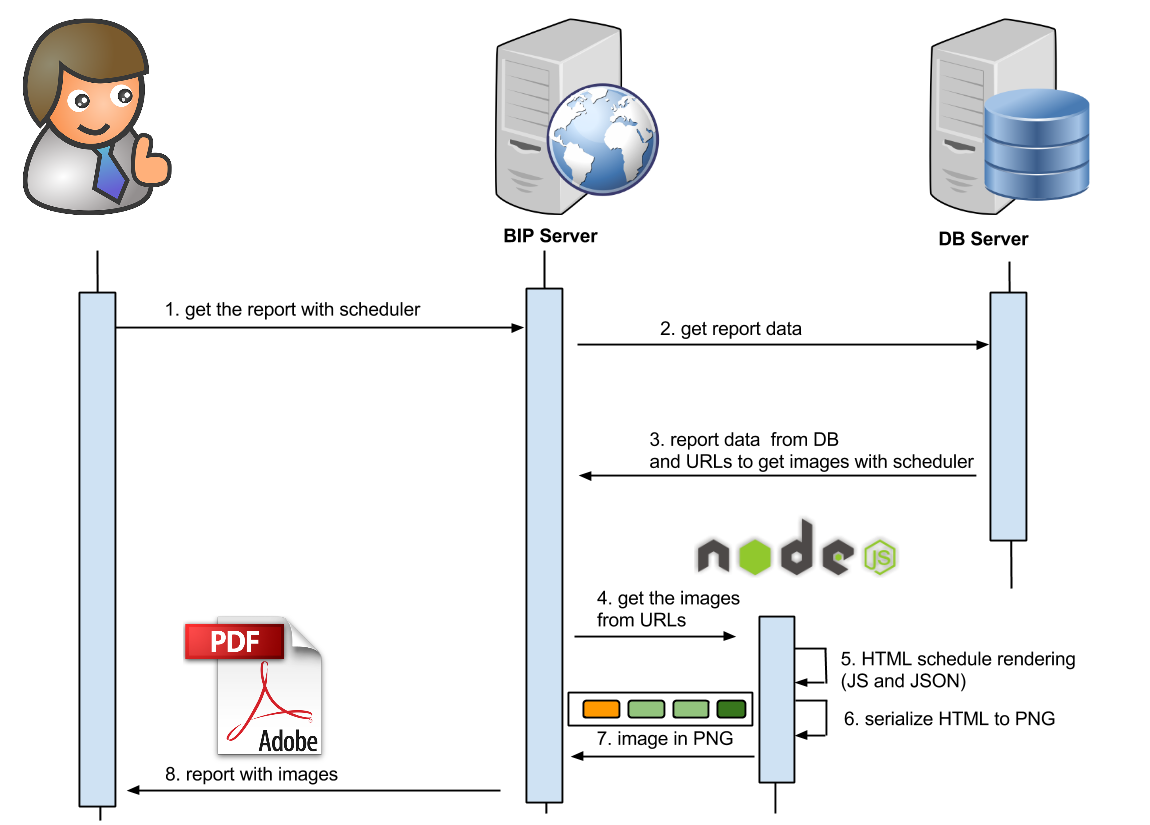 BIP Server
DB Server
1. get the report with scheduler
2. get report data
3. report data  from DB
and URLs to get images with scheduler
node
JS
4. get the images
from URLs
PDF
Adobe
5. HTML schedule rendering
(JS and JSON)
6. serialize HTML to PNG
7. image in PNG
8. report with images